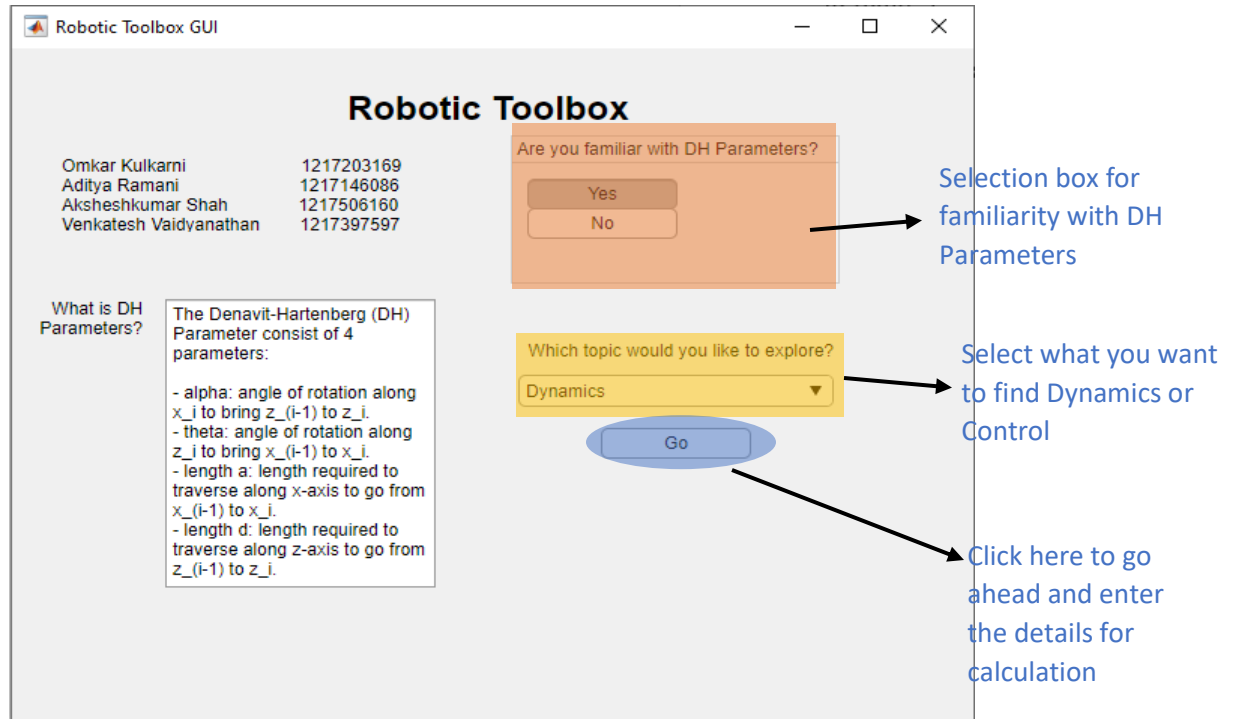 Robotic Toolbox GUI
Robotic Toolbox
Omkar Kulkarni 1217203169
Aditya Ramani 1217146086
Aksheshkumar Shah 1217506160
Venkatesh Vaidyanathan 1217397597
Are you familiar with DH Parameters?
Yes
No
Selection box for
familiarity with DH
Parameters
What is DH
Parameters?
The Denavit-Hartenberg (DH)
Parameter consist of 4
parameters:
- alpha: angle of rotation along
x_i to bring z_(i-1) to z_i.
- theta: angle of rotation along
z_i to bring x_(i-1) to x_i.
- length a: length required to
traverse along x-axis to go from
x_(i-1) to x_i.
- length d: length required to
traverse along z-axis to go from
z_(i-1) to z_i.
Which topic would you like to explore?
Dynamics
Go
Select what you want
to find Dynamics or
Control
Click here to go
ahead and enter
the details for
calculation